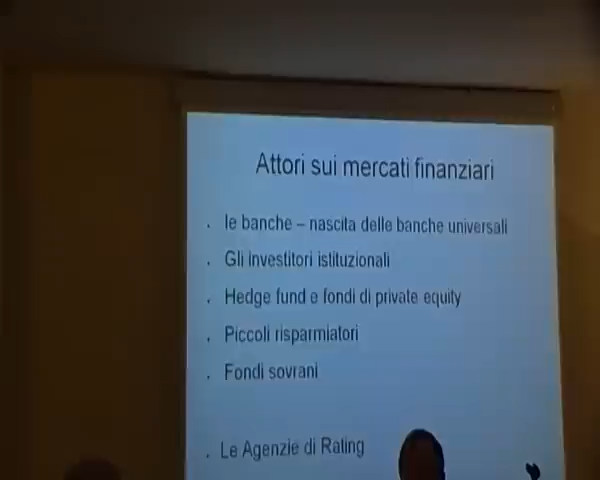 Attori sui mercati finanziari
. le banche – nascita delle banche universali
. Gli investitori istituzionali
. Hedge fund e fondi di private equity
. Piccoli risparmiatori
. Fondi sovrani
. Le Agenzie di Rating